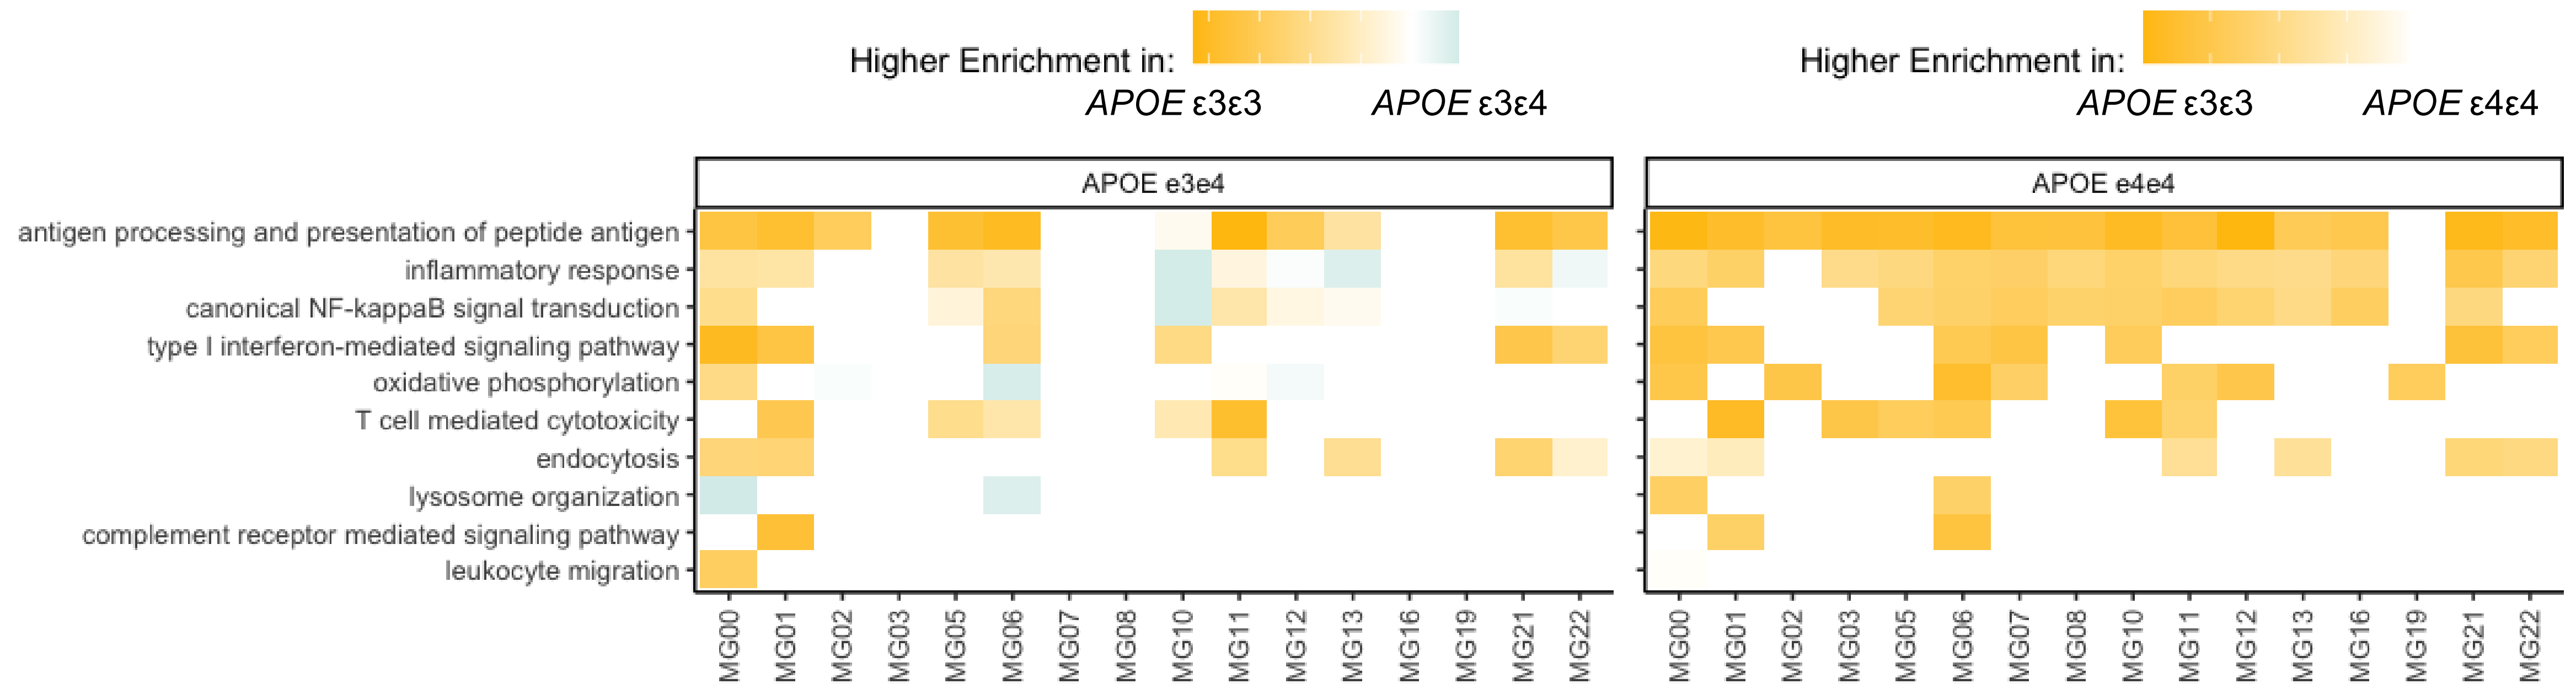 Higher Enrichment in:
APOE ε3ε3
APOE ε3ε4
Higher Enrichment in:
APOE ε3ε3
APOE ε4ε4
APOE e3e4
APOE e4e4
antigen processing and presentation of peptide antigen
inflammatory response
canonical NF-kappaB signal transduction
type I interferon-mediated signaling pathway
oxidative phosphorylation
T cell mediated cytotoxicity
endocytosis
lysosome organization
complement receptor mediated signaling pathway
leukocyte migration
MG00
MG01
MG02
MG03
MG05
MG06
MG07
MG08
MG10
MG11
MG12
MG13
MG16
MG19
MG21
MG22
MG00
MG01
MG02
MG03
MG05
MG06
MG07
MG08
MG10
MG11
MG12
MG13
MG16
MG19
MG21
MG22